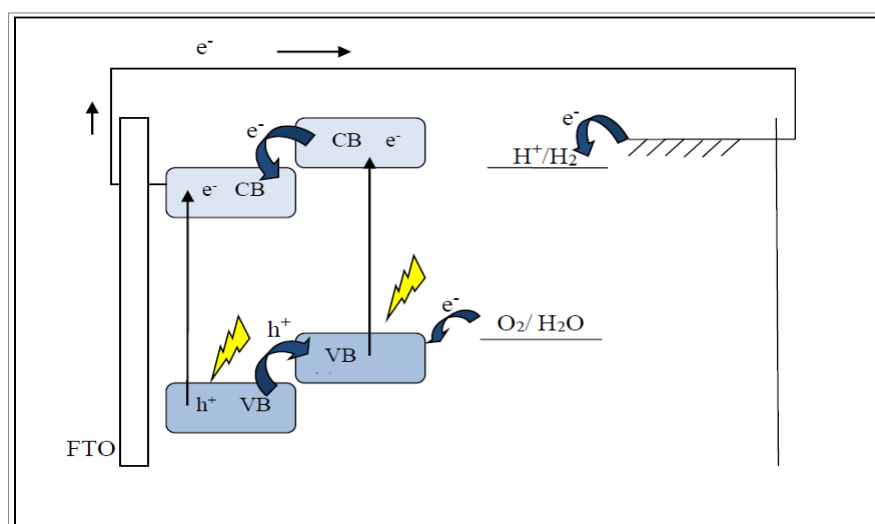 e-
e-
CB e-
e-
H⁺/H₂
e- CB
e-
h⁺
O₂/ H₂O
VB
h⁺ VB
FTO